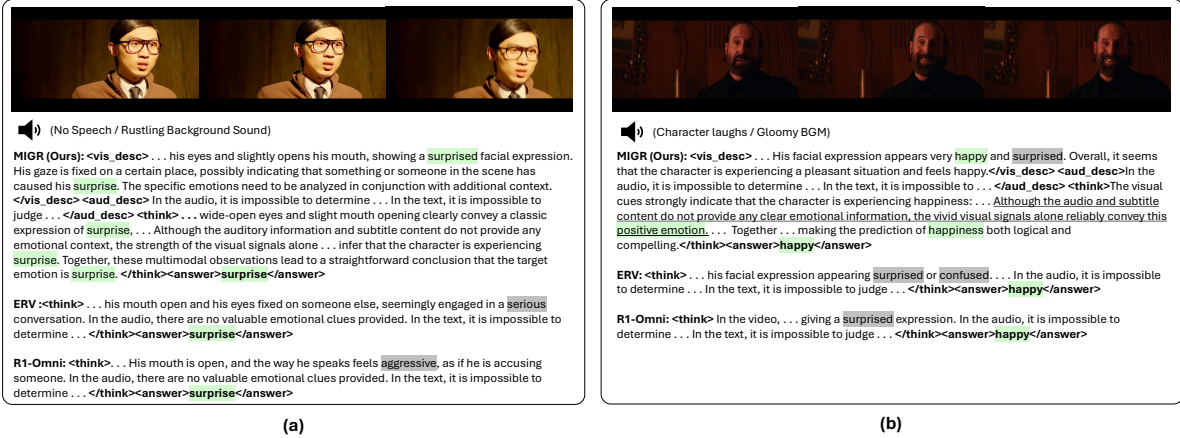 (No Speech / Rustling Background Sound)
MIGR (Ours): <vis_desc> . . . his eyes and slightly opens his mouth, showing a surprised facial expression.
His gaze is fixed on a certain place, possibly indicating that something or someone in the scene has
caused his surprise. The specific emotions need to be analyzed in conjunction with additional context.
</vis_desc> <aud_desc> In the audio, it is impossible to determine . . . In the text, it is impossible to
judge . . . </aud_desc> <think> . . . wide-open eyes and slight mouth opening clearly convey a classic
expression of surprise, . . . Although the auditory information and subtitle content do not provide any
emotional context, the strength of the visual signals alone . . . infer that the character is experiencing
surprise. Together, these multimodal observations lead to a straightforward conclusion that the target
emotion is surprise. </think><answer>surprise</answer>
ERV :<think> . . . his mouth open and his eyes fixed on someone else, seemingly engaged in a serious
conversation. In the audio, there are no valuable emotional clues provided. In the text, it is impossible to
determine . . . </think><answer>surprise</answer>
R1-Omni: <think>. . . His mouth is open, and the way he speaks feels aggressive, as if he is accusing
someone. In the audio, there are no valuable emotional clues provided. In the text, it is impossible to
determine . . . </think><answer>surprise</answer>
(a)
(Character laughs / Gloomy BGM)
MIGR (Ours): <vis_desc> . . . His facial expression appears very happy and surprised. Overall, it seems
that the character is experiencing a pleasant situation and feels happy.</vis_desc> <aud_desc>In the
audio, it is impossible to determine . . . In the text, it is impossible to . . . </aud_desc> <think>The visual
cues strongly indicate that the character is experiencing happiness: . . . Although the audio and subtitle
content do not provide any clear emotional information, the vivid visual signals alone reliably convey this
positive emotion. . . . Together . . . making the prediction of happiness both logical and
compelling.</think><answer>happy</answer>
ERV: <think> . . . his facial expression appearing surprised or confused. . . . In the audio, it is impossible
to determine . . . In the text, it is impossible to judge . . . </think><answer>happy</answer>
R1-Omni: <think> In the video, . . . giving a surprised expression. In the audio, it is impossible to
determine . . . In the text, it is impossible to judge . . . </think><answer>happy</answer>
(b)